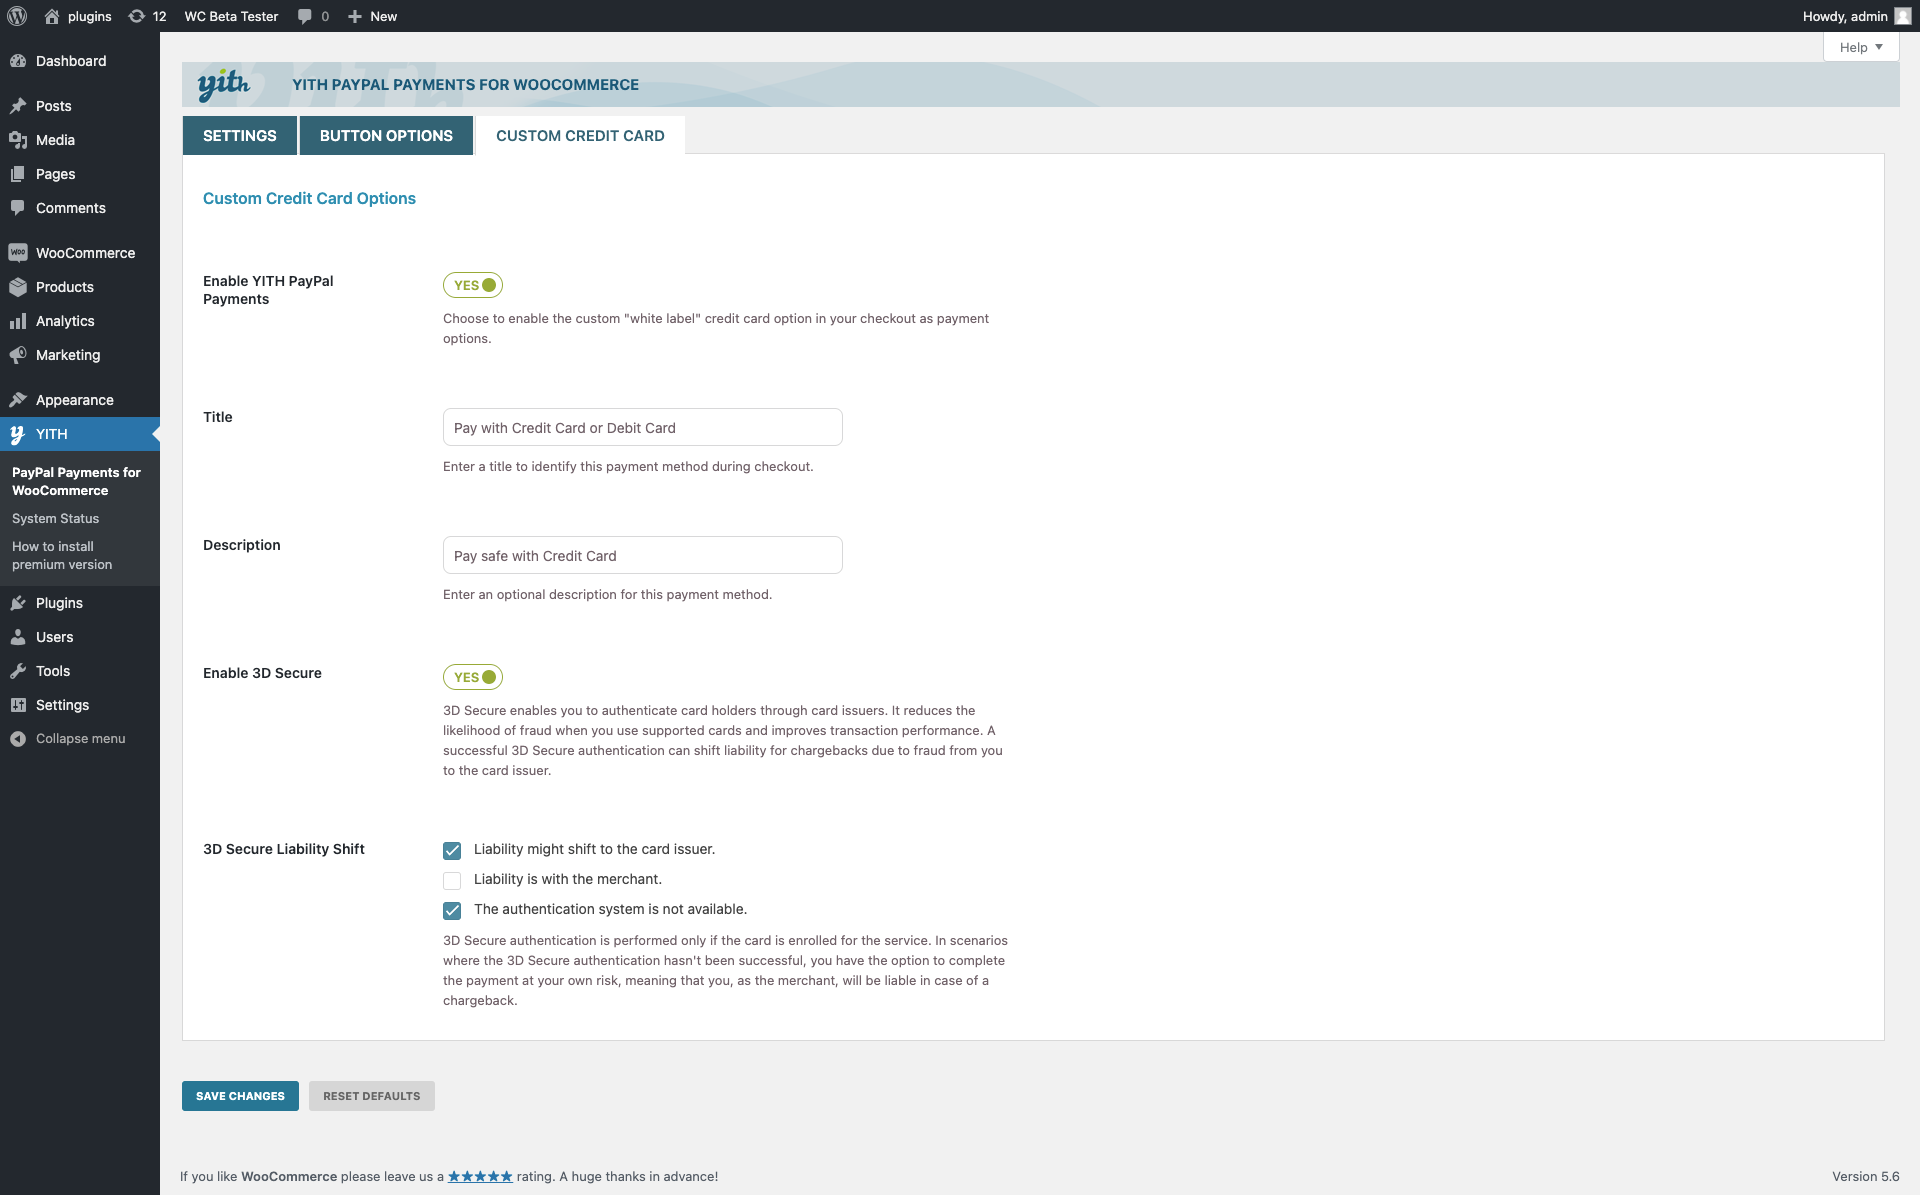 plugins
12
WC Beta Tester
0
New
Howdy, admin
Help
Dashboard
Posts
Media
Pages
Comments
WooCommerce
Products
Analytics
Marketing
Appearance
YITH
PayPal Payments for
WooCommerce
System Status
How to install
premium version
Plugins
Users
Tools
Settings
Collapse menu
yith
YITH PAYPAL PAYMENTS FOR WOOCOMMERCE
SETTINGS
BUTTON OPTIONS
CUSTOM CREDIT CARD
Custom Credit Card Options
Enable YITH PayPal
Payments
YES
Choose to enable the custom "white label" credit card option in your checkout as payment
options.
Title
Pay with Credit Card or Debit Card
Enter a title to identify this payment method during checkout.
Description
Pay safe with Credit Card
Enter an optional description for this payment method.
Enable 3D Secure
YES
3D Secure enables you to authenticate card holders through card issuers. It reduces the
likelihood of fraud when you use supported cards and improves transaction performance. A
successful 3D Secure authentication can shift liability for chargebacks due to fraud from you
to the card issuer.
3D Secure Liability Shift
Liability might shift to the card issuer.
Liability is with the merchant.
The authentication system is not available.
3D Secure authentication is performed only if the card is enrolled for the service. In scenarios
where the 3D Secure authentication hasn't been successful, you have the option to complete
the payment at your own risk, meaning that you, as the merchant, will be liable in case of a
chargeback.
SAVE CHANGES
RESET DEFAULTS
If you like WooCommerce please leave us a ★★★★★ rating. A huge thanks in advance!
Version 5.6